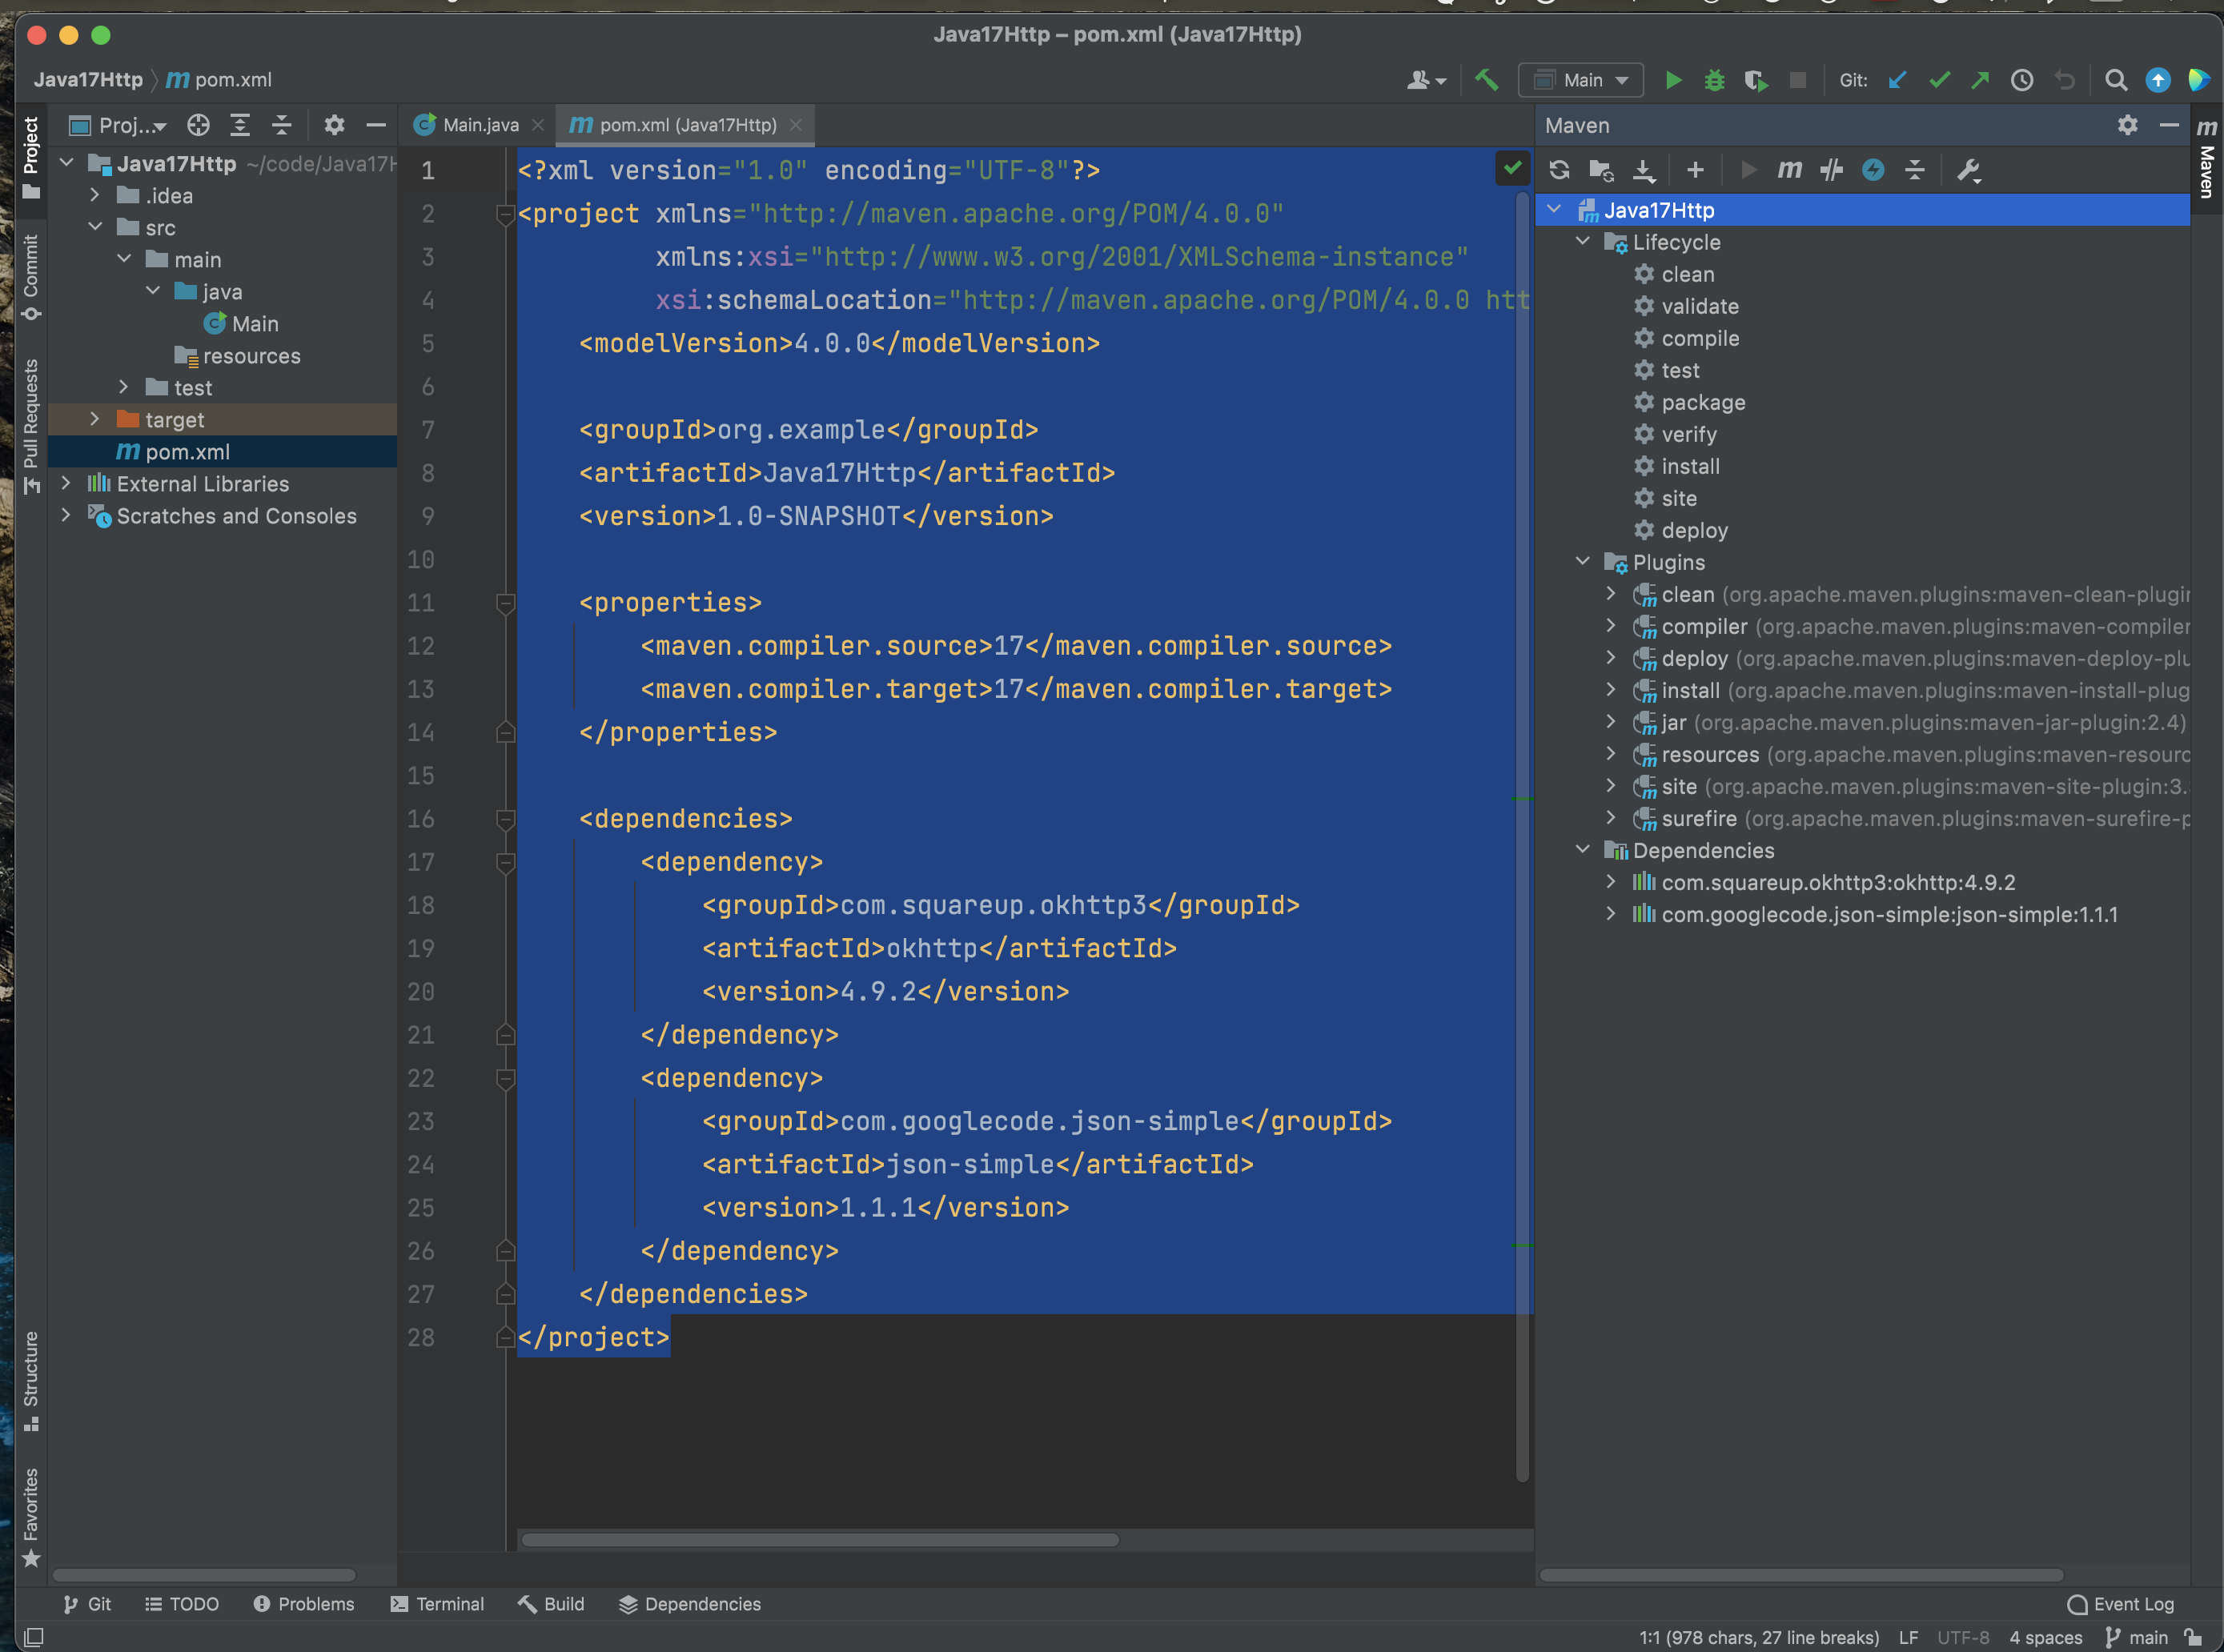 Java17Http – pom.xml (Java17Http)
Java17Http
pom.xml
Main
Git:
Project
Commit
Pull Requests
Structure
Favorites
Proj...
Java17Http ~/code/Java17H
.idea
src
main
java
Main
resources
test
target
pom.xml
External Libraries
Scratches and Consoles
Main.java
pom.xml (Java17Http)
1 <?xml version="1.0" encoding="UTF-8"?>
2 <project xmlns="http://maven.apache.org/POM/4.0.0"
3 xmlns:xsi="http://www.w3.org/2001/XMLSchema-instance"
4 xsi:schemaLocation="http://maven.apache.org/POM/4.0.0 htt
5 <modelVersion>4.0.0</modelVersion>
6
7 <groupId>org.example</groupId>
8 <artifactId>Java17Http</artifactId>
9 <version>1.0-SNAPSHOT</version>
10
11 <properties>
12 <maven.compiler.source>17</maven.compiler.source>
13 <maven.compiler.target>17</maven.compiler.target>
14 </properties>
15
16 <dependencies>
17 <dependency>
18 <groupId>com.squareup.okhttp3</groupId>
19 <artifactId>okhttp</artifactId>
20 <version>4.9.2</version>
21 </dependency>
22 <dependency>
23 <groupId>com.googlecode.json-simple</groupId>
24 <artifactId>json-simple</artifactId>
25 <version>1.1.1</version>
26 </dependency>
27 </dependencies>
28 </project>
Maven
Java17Http
Lifecycle
clean
validate
compile
test
package
verify
install
site
deploy
Plugins
clean (org.apache.maven.plugins:maven-clean-plugin
compiler (org.apache.maven.plugins:maven-compiler
deploy (org.apache.maven.plugins:maven-deploy-plu
install (org.apache.maven.plugins:maven-install-plug
jar (org.apache.maven.plugins:maven-jar-plugin:2.4)
resources (org.apache.maven.plugins:maven-resourc
site (org.apache.maven.plugins:maven-site-plugin:3.
surefire (org.apache.maven.plugins:maven-surefire-p
Dependencies
com.squareup.okhttp3:okhttp:4.9.2
com.googlecode.json-simple:json-simple:1.1.1
Maven
Git
TODO
Problems
Terminal
Build
Dependencies
Event Log
1:1 (978 chars, 27 line breaks) LF UTF-8 4 spaces main